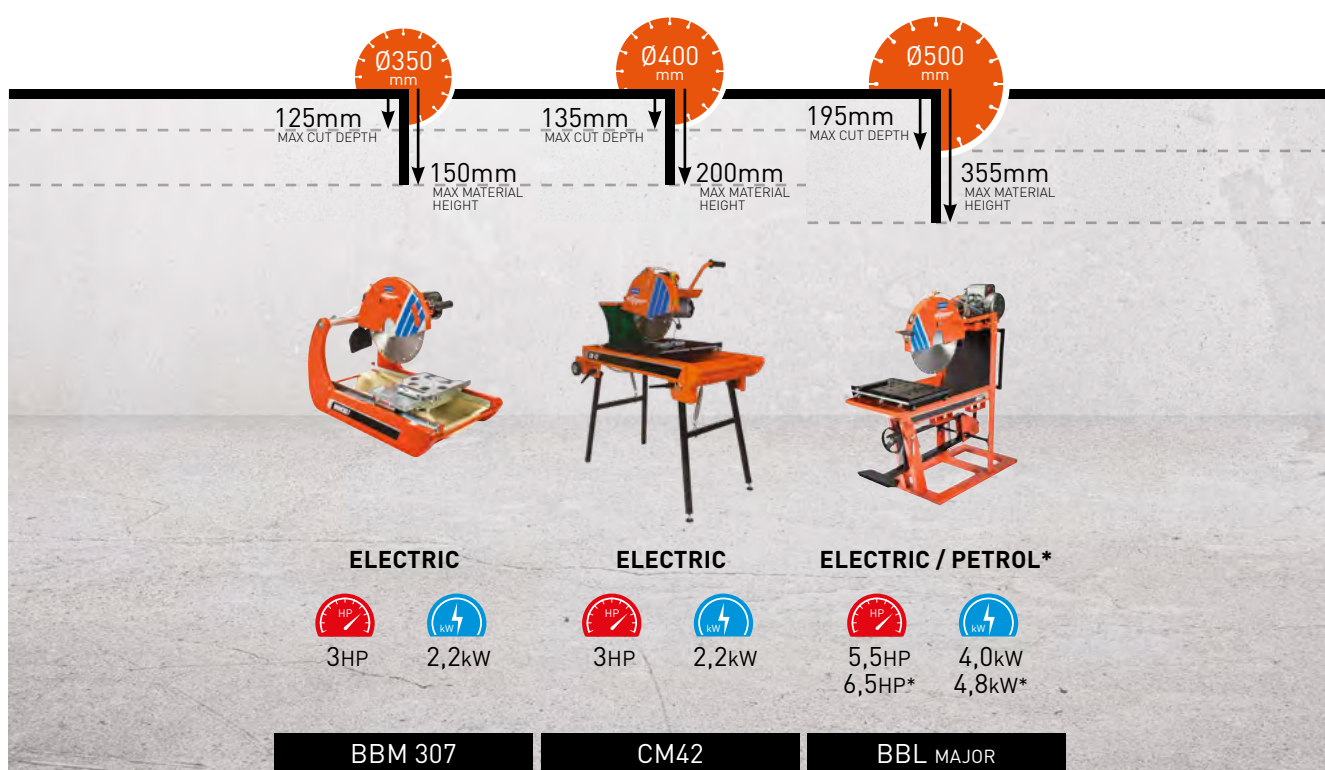 Ø350
mm
Ø400
mm
Ø500
mm
125mm
MAX CUT DEPTH
150mm
MAX MATERIAL
HEIGHT
135mm
MAX CUT DEPTH
200mm
MAX MATERIAL
HEIGHT
195mm
MAX CUT DEPTH
355mm
MAX MATERIAL
HEIGHT
ELECTRIC
HP
kW
3HP
2,2kW
ELECTRIC
HP
kW
3HP
2,2kW
ELECTRIC / PETROL*
HP
kW
5,5HP
4,0kW
6,5HP*
4,8kW*
BBM 307
CM42
BBL MAJOR